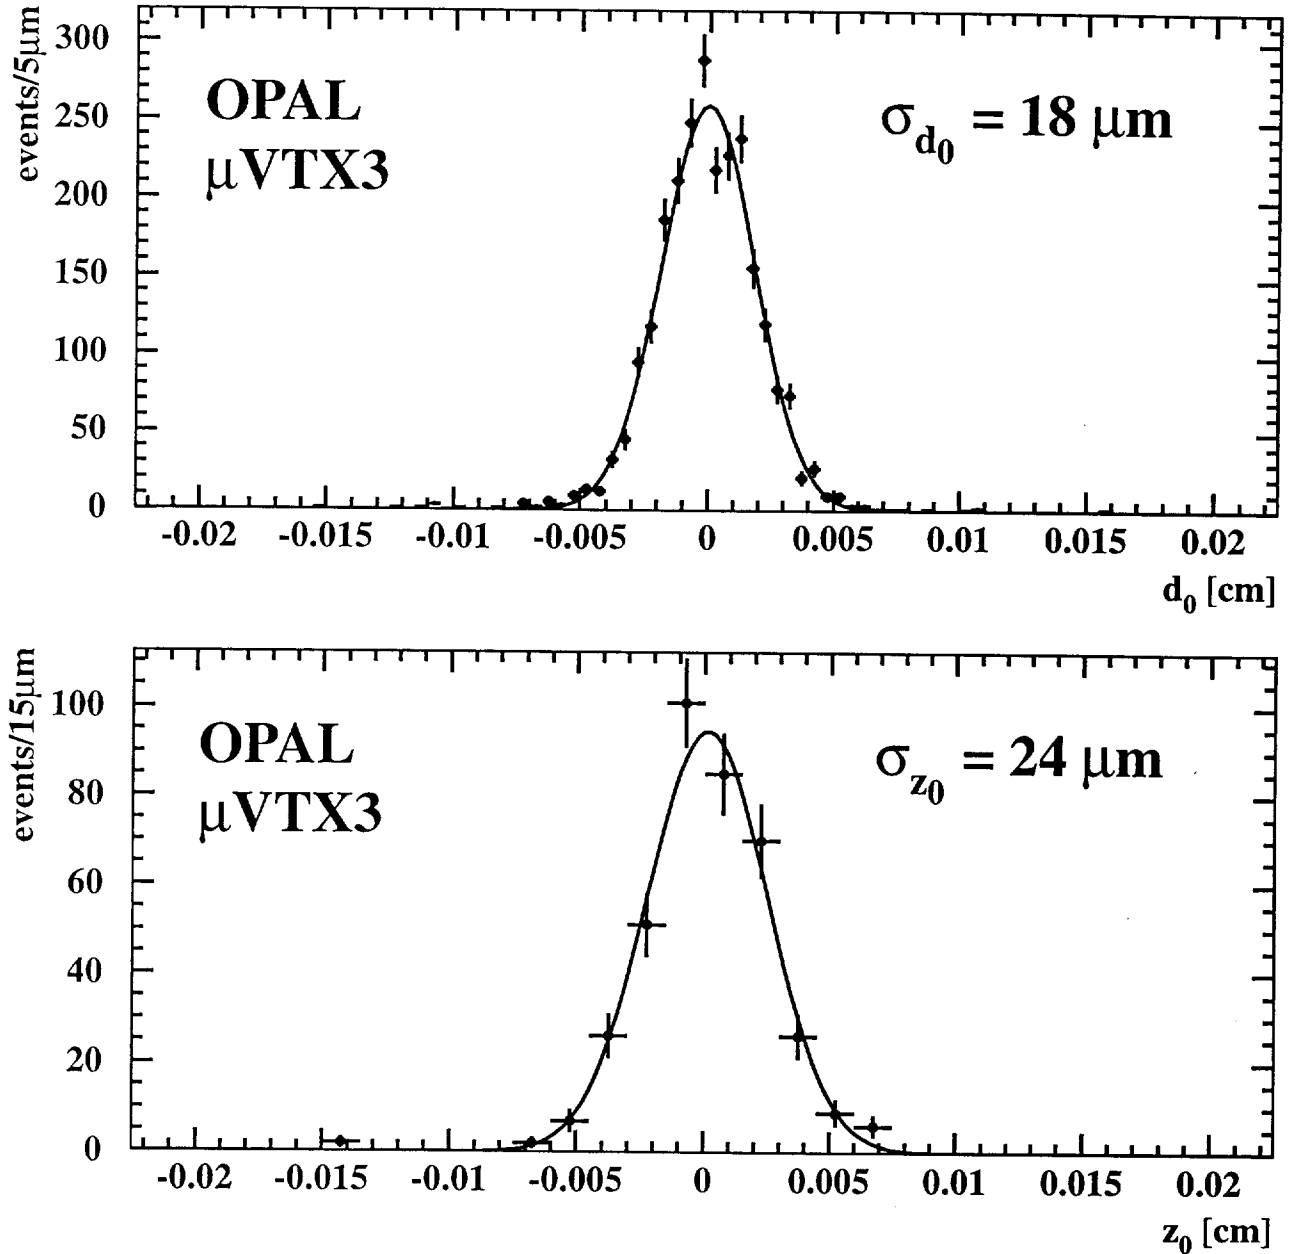 events/5μm
300
250
200
150
100
50
0
OPAL
μVTX3
σd0 = 18 μm
-0.02 -0.015 -0.01 -0.005 0 0.005 0.01 0.015 0.02
d0 [cm]
events/15μm
100
80
60
40
20
0
OPAL
μVTX3
σz0 = 24 μm
-0.02 -0.015 -0.01 -0.005 0 0.005 0.01 0.015 0.02
z0 [cm]